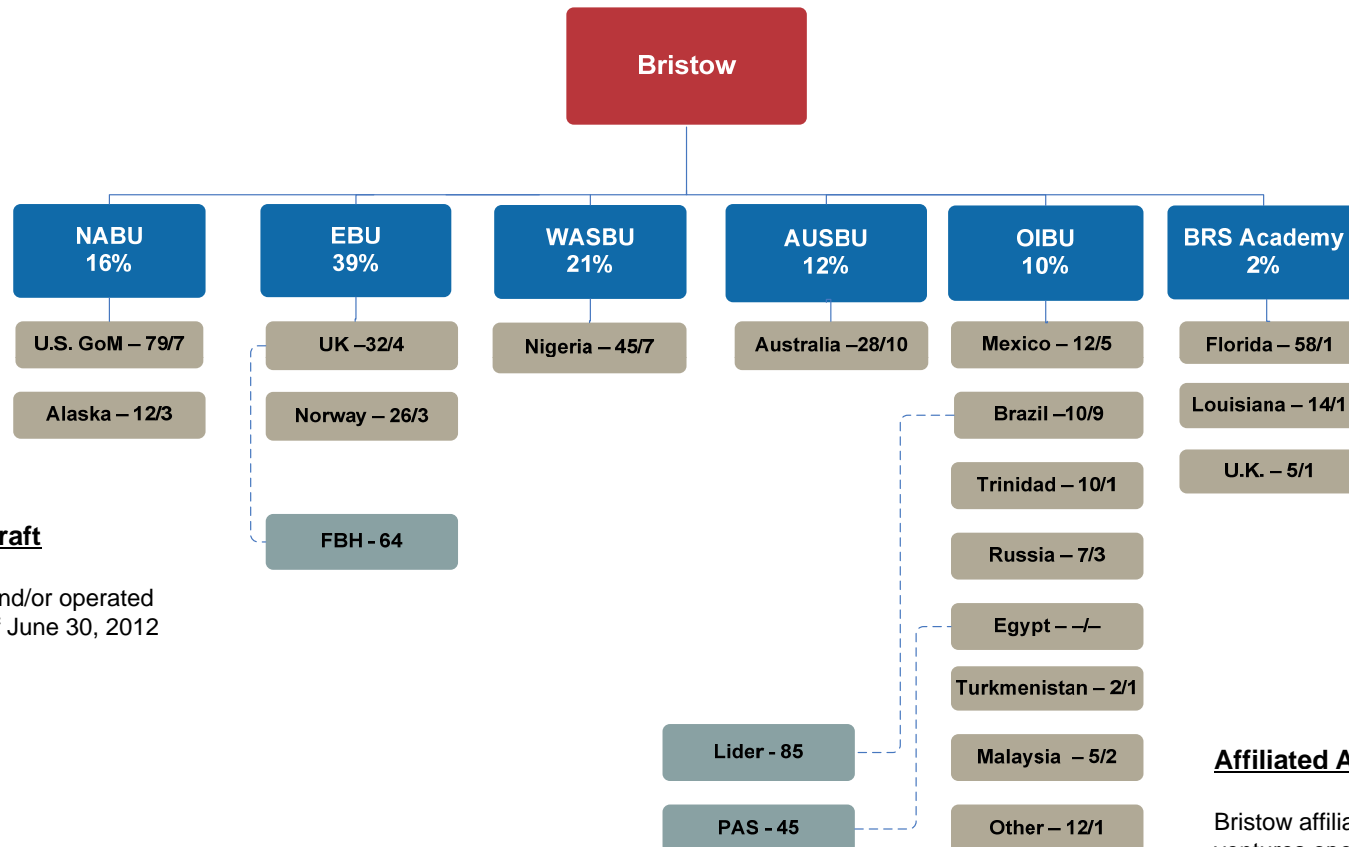 Bristow
NABU
16%
EBU
39%
WASBU
21%
AUSBU
12%
OIBU
10%
BRS Academy
2%
U.S. GoM – 79/7
Alaska – 12/3
UK –32/4
Norway – 26/3
FBH - 64
Nigeria – 45/7
Australia –28/10
Mexico – 12/5
Brazil –10/9
Trinidad – 10/1
Russia – 7/3
Egypt – –/–
Turkmenistan – 2/1
Malaysia – 5/2
Other – 12/1
Florida – 58/1
Louisiana – 14/1
U.K. – 5/1
Lider - 85
PAS - 45
raft
nd/or operated
June 30, 2012
Affiliated A
Bristow affilia